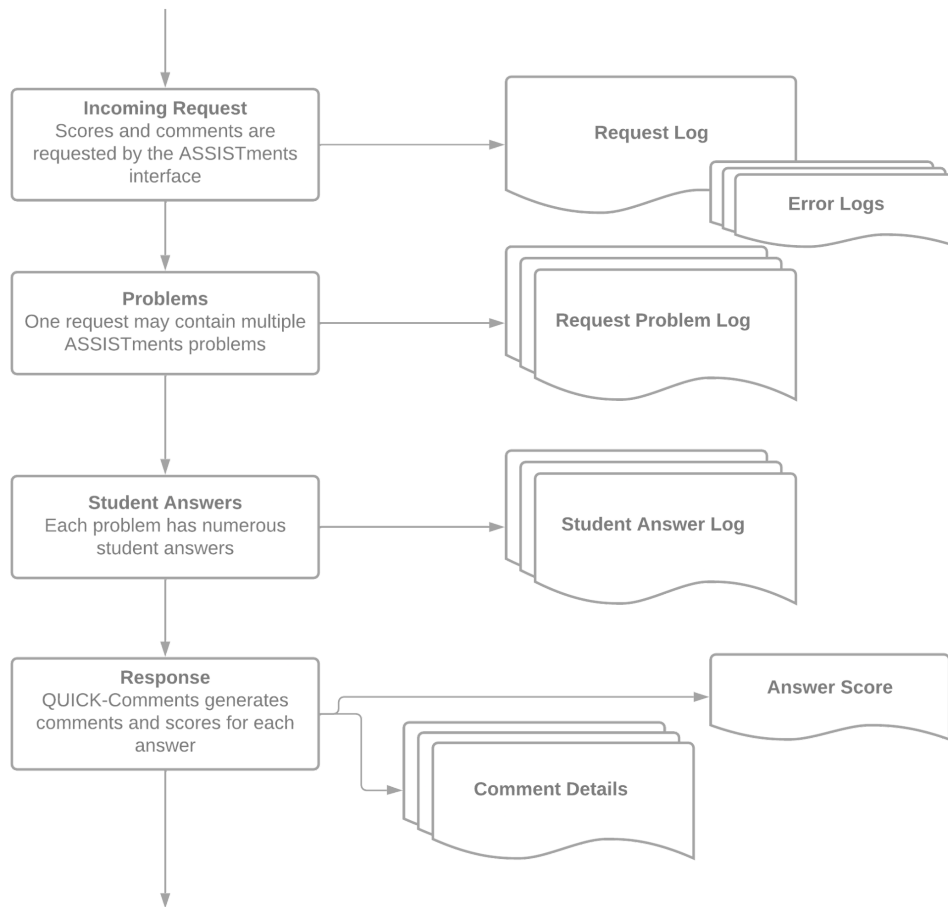 Incoming Request
Scores and comments are
requested by the ASSISTments
interface
Request Log
Error Logs
Problems
One request may contain multiple
ASSISTments problems
Request Problem Log
Student Answers
Each problem has numerous
student answers
Student Answer Log
Response
QUICK-Comments generates
comments and scores for each
answer
Answer Score
Comment Details